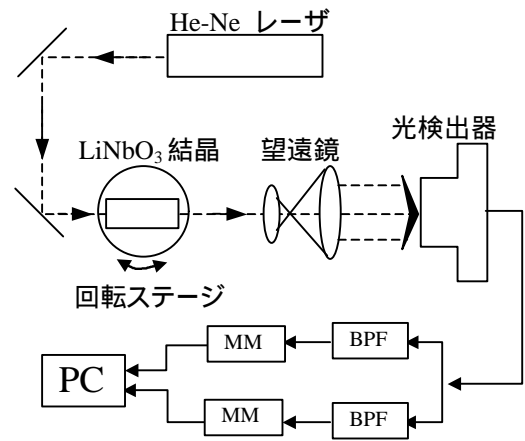 He-Ne レーザ
光検出器
LiNbO₃ 結晶
望遠鏡
回転ステージ
MM
BPF
PC
MM
BPF